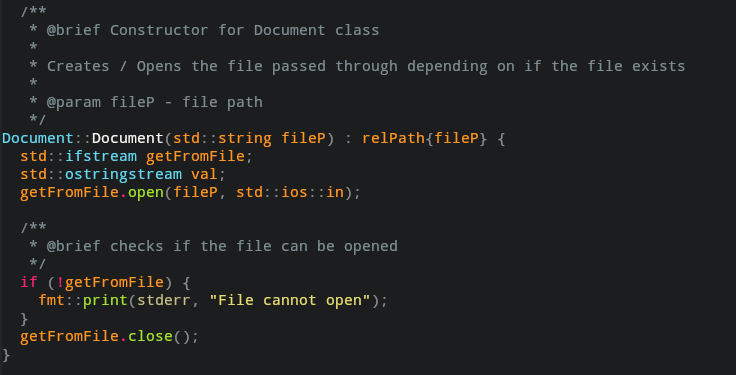 /**
 * @brief Constructor for Document class
 *
 * Creates / Opens the file passed through depending on if the file exists
 *
 * @param fileP - file path
 */
Document::Document(std::string fileP) : relPath{fileP} {
  std::ifstream getFromFile;
  std::ostringstream val;
  getFromFile.open(fileP, std::ios::in);

  /**
   * @brief checks if the file can be opened
   */
  if (!getFromFile) {
    fmt::print(stderr, "File cannot open");
  }
  getFromFile.close();
}